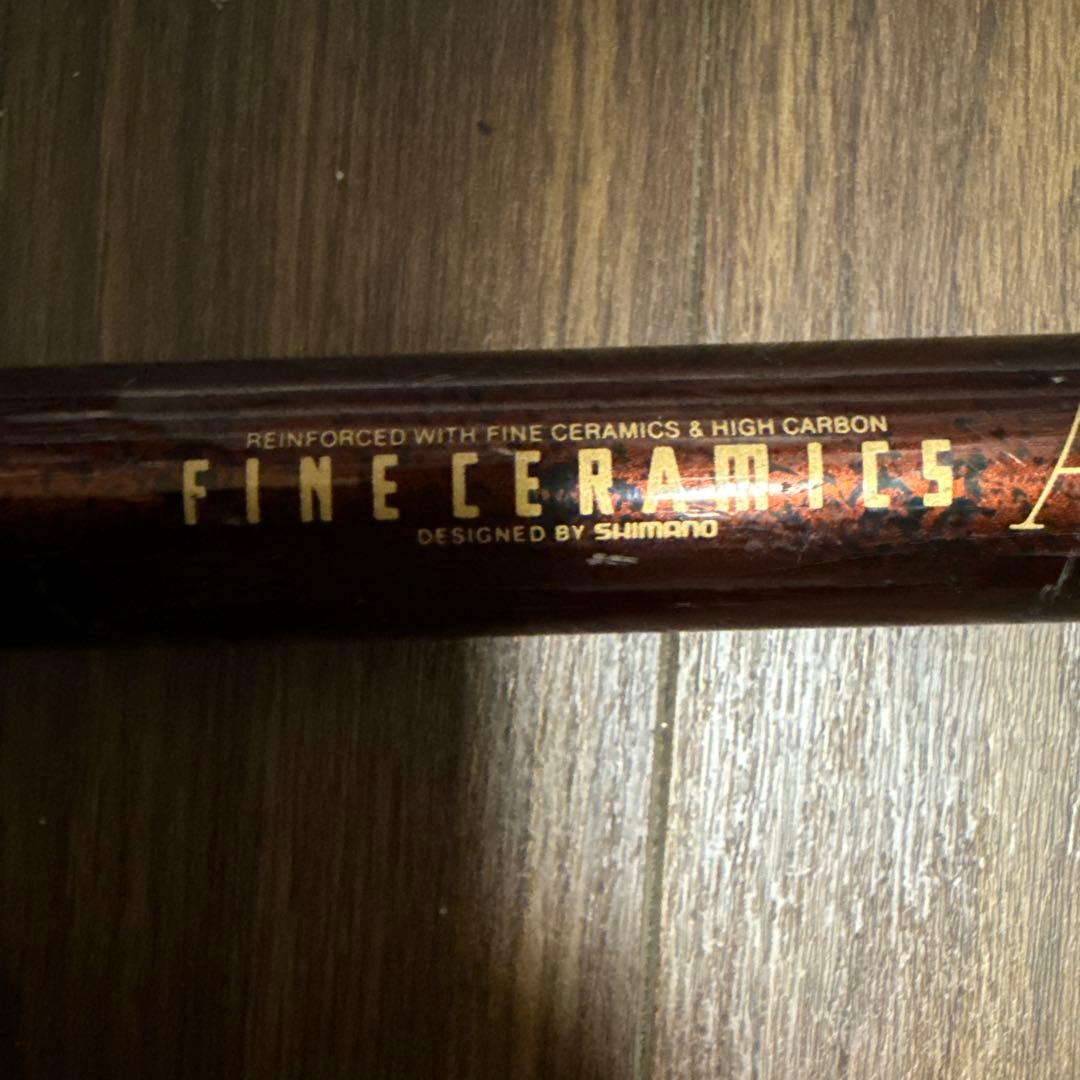 REINFORCED WITH FINE CERAMICS & HIGH CARBON
FINE CERAMICS
DESIGNED BY SHIMANO
A